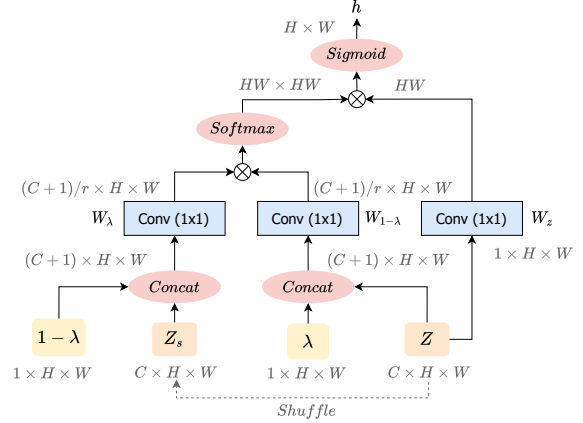 h
H × W
Sigmoid
HW × HW
HW
Softmax
(C + 1)/r × H × W
(C + 1)/r × H × W
W_λ
Conv (1x1)
Conv (1x1)
W_{1−λ}
Conv (1x1)
W_z
1 × H × W
(C + 1) × H × W
(C + 1) × H × W
Concat
Concat
1 − λ
Z_s
λ
Z
1 × H × W
C × H × W
1 × H × W
C × H × W
Shuffle